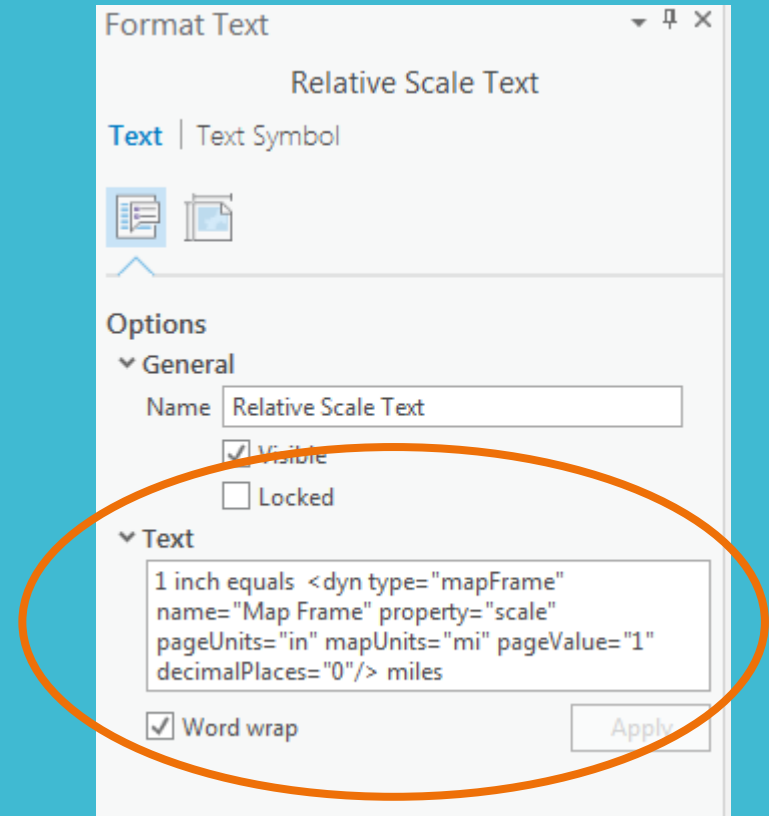 Format Text
Relative Scale Text
Text | Text Symbol
Options
General
Name Relative Scale Text
Visible
Locked
Text
1 inch equals  <dyn type="mapFrame"
name="Map Frame" property="scale"
pageUnits="in" mapUnits="mi" pageValue="1"
decimalPlaces="0"/> miles
Word wrap Apply